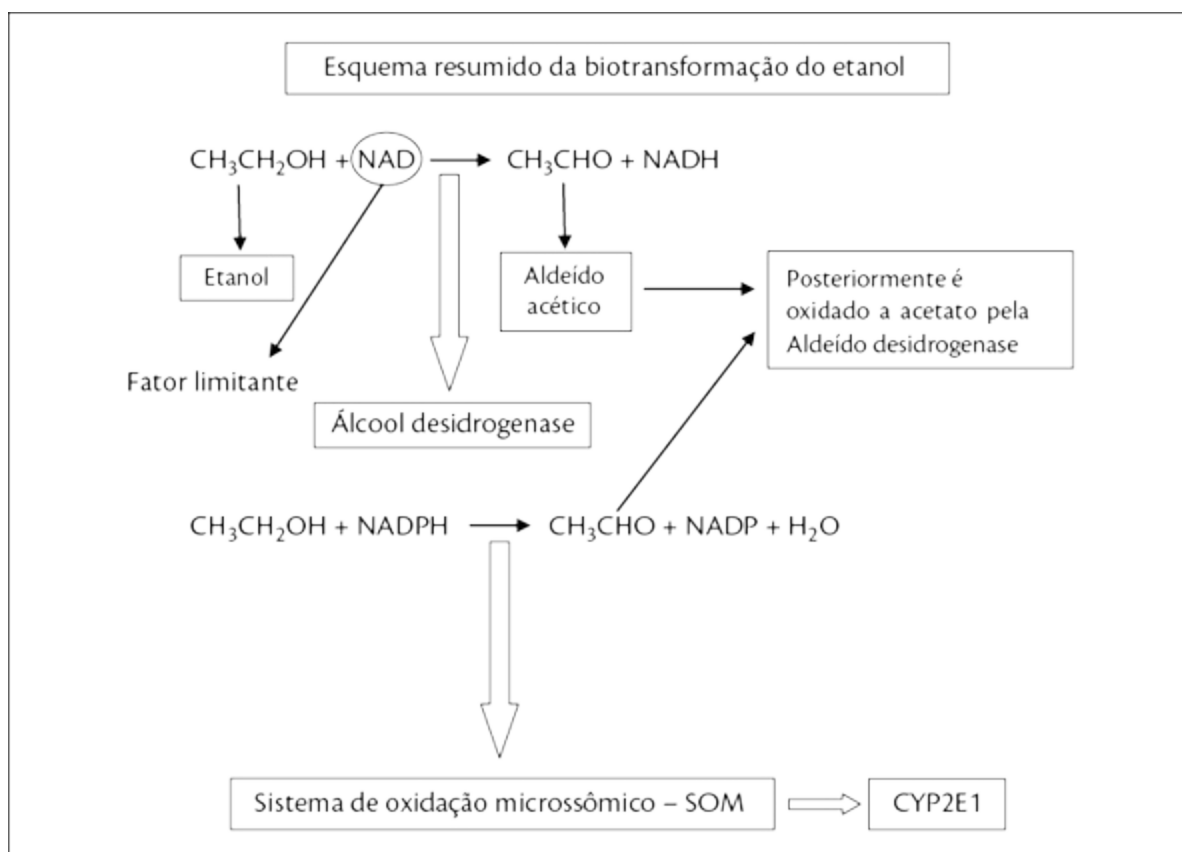 Esquema resumido da biotransformação do etanol
CH₃CH₂OH + NAD
CH₃CHO + NADH
Etanol
Aldeído
acético
Posteriormente é
oxidado a acetato pela
Aldeído desidrogenase
Fator limitante
Álcool desidrogenase
CH₃CH₂OH + NADPH
CH₃CHO + NADP + H₂O
Sistema de oxidação microssômico – SOM
CYP2E1